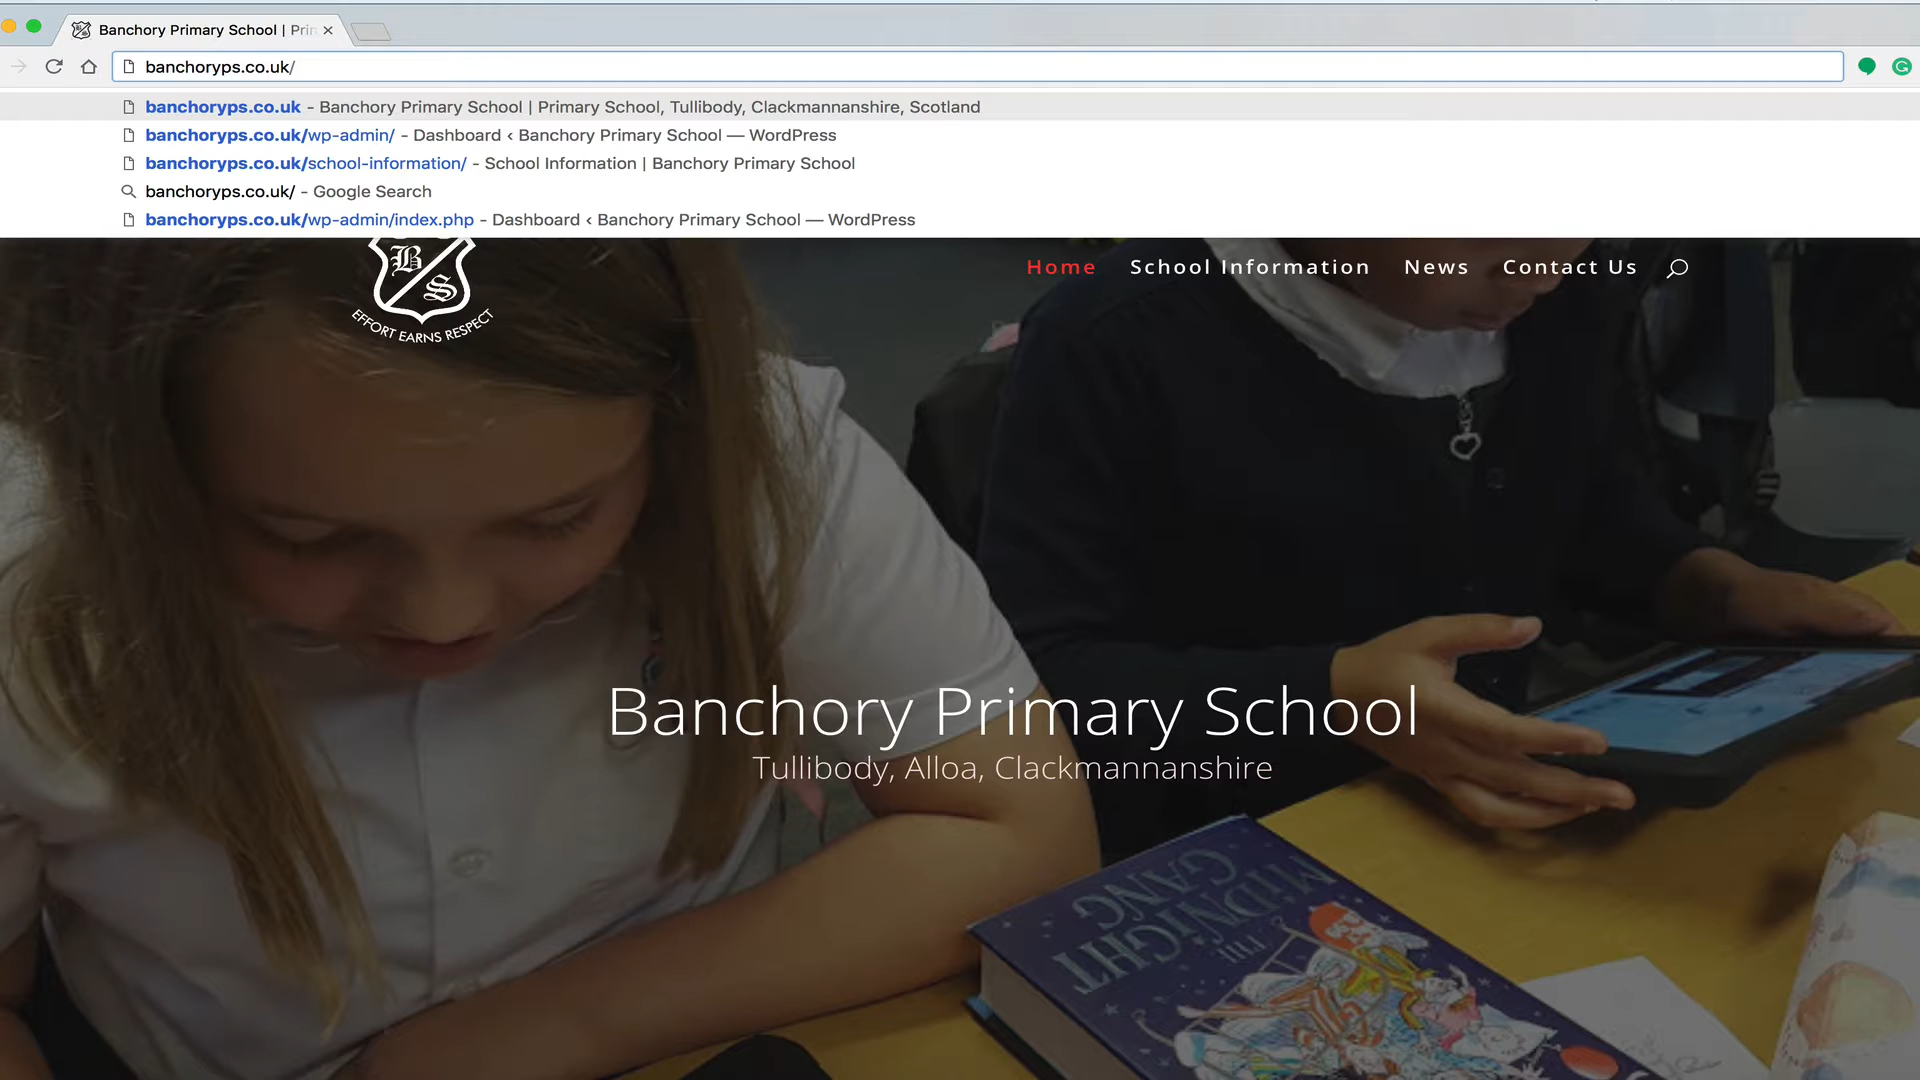 Banchory Primary School | Prim
banchoryps.co.uk/
banchoryps.co.uk - Banchory Primary School | Primary School, Tullibody, Clackmannanshire, Scotland
banchoryps.co.uk/wp-admin/ - Dashboard ‹ Banchory Primary School — WordPress
banchoryps.co.uk/school-information/ - School Information | Banchory Primary School
banchoryps.co.uk/ - Google Search
banchoryps.co.uk/wp-admin/index.php - Dashboard ‹ Banchory Primary School — WordPress
B
S
EFFORT EARNS RESPECT
Home School Information News Contact Us
Banchory Primary School
Tullibody, Alloa, Clackmannanshire
MIDNIGHT
GANG